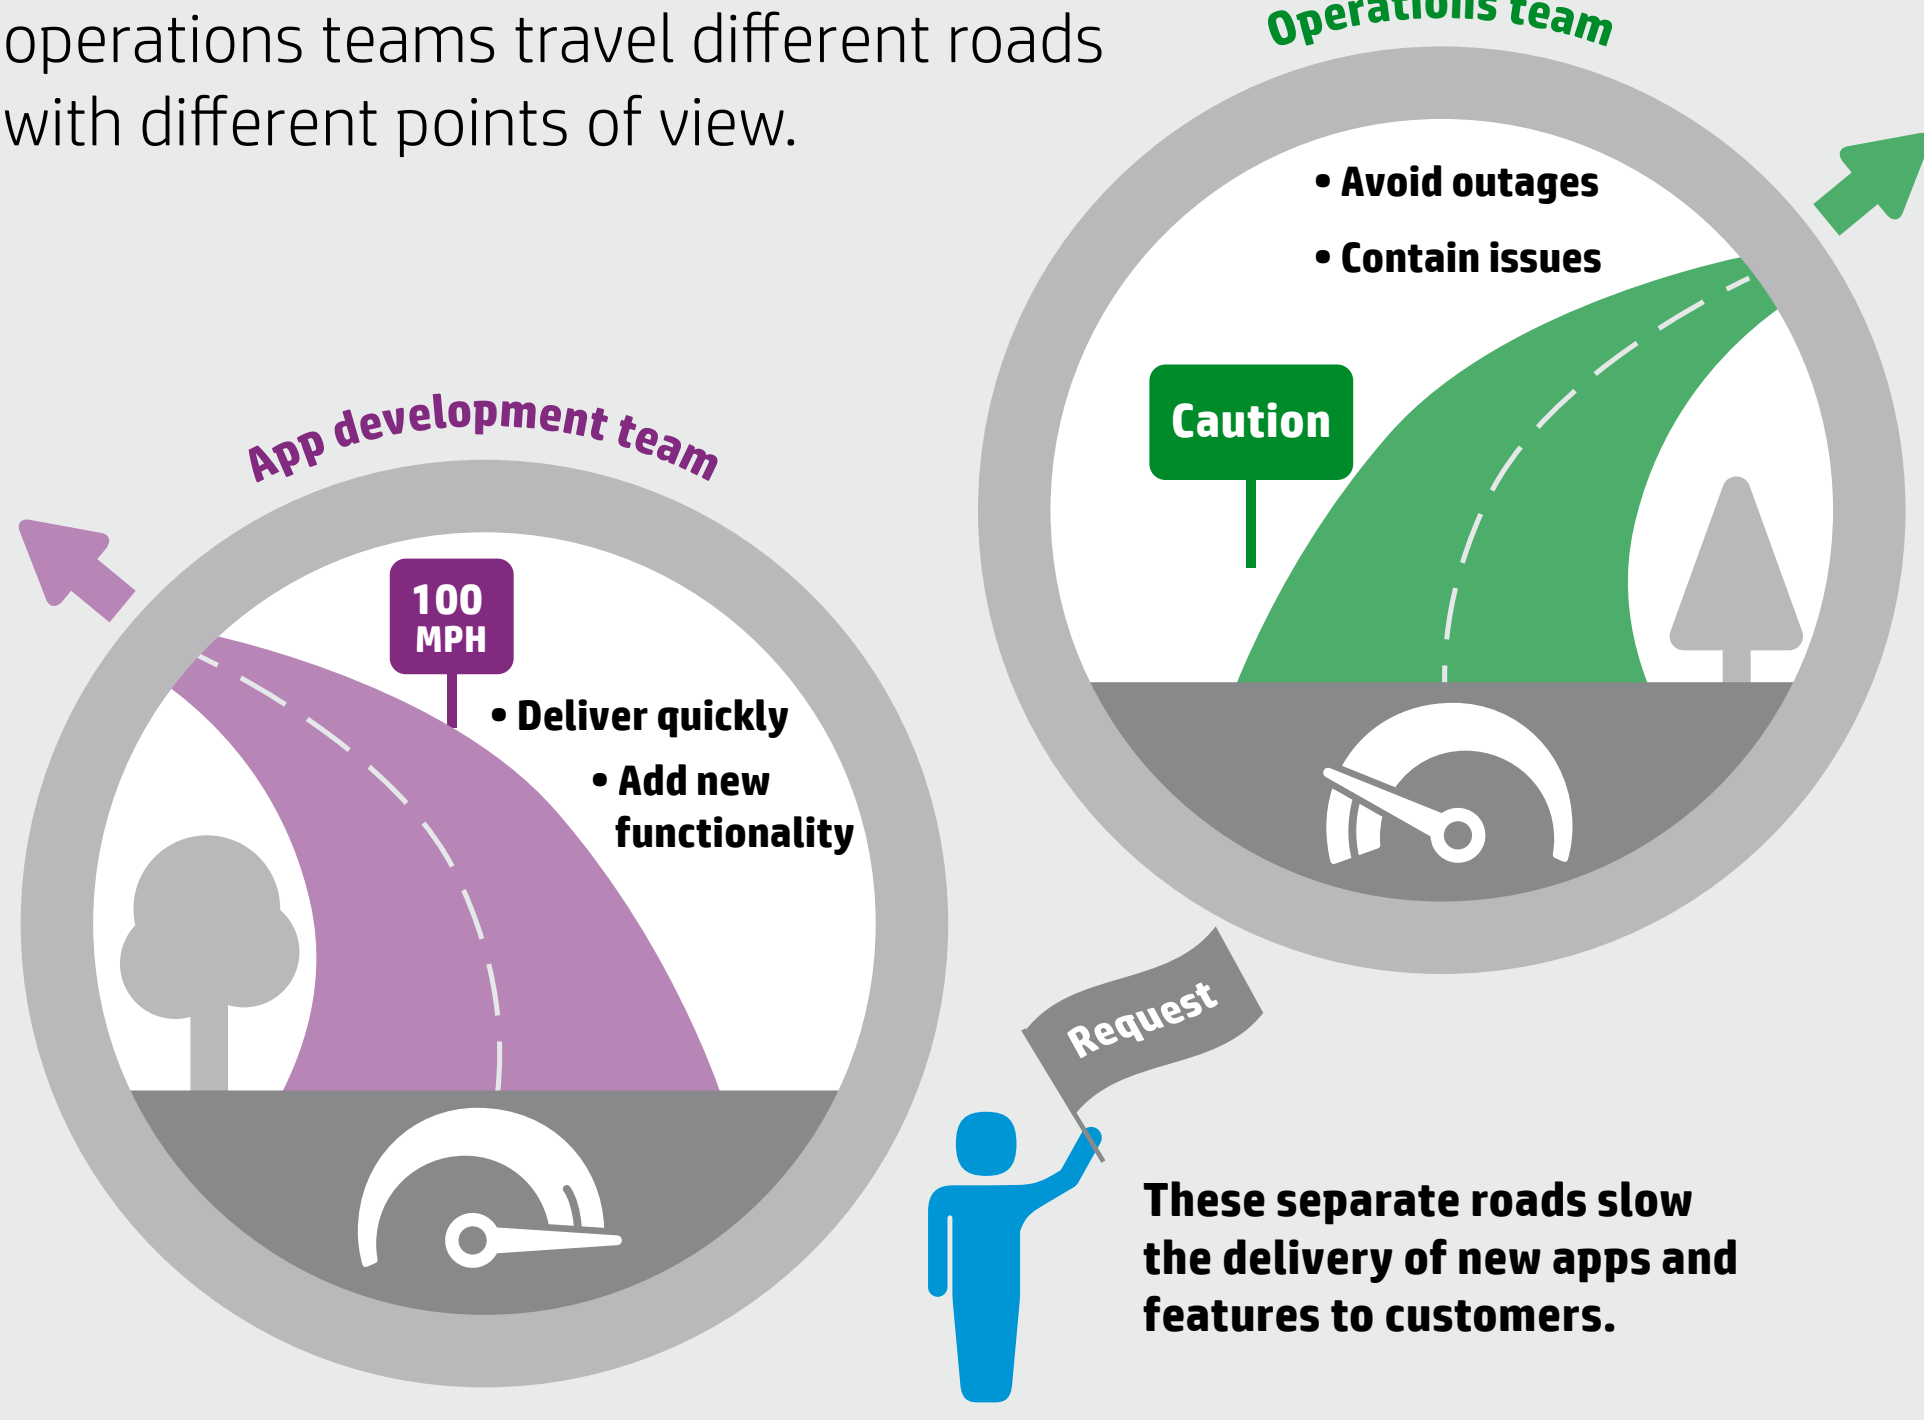 operations teams travel different roads
with different points of view.
Operations team
• Avoid outages
• Contain issues
Caution
App development team
100
MPH
• Deliver quickly
• Add new
functionality
Request
These separate roads slow
the delivery of new apps and
features to customers.